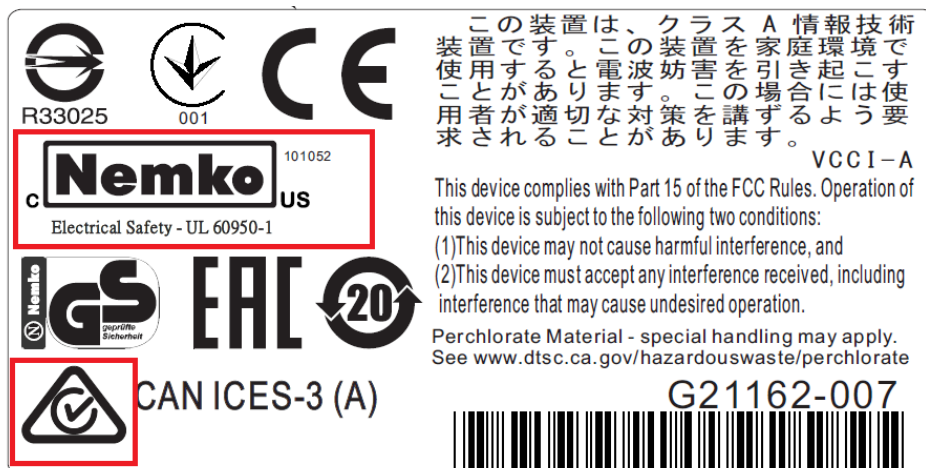 R33025
001
CE
c Nemko US
101052
Electrical Safety - UL 60950-1
Nemko
GS
geprüfte
Sicherheit
EAC
20
CAN ICES-3 (A)
この装置は、クラス A 情報技術
装置です。この装置を家庭環境で
使用すると電波妨害を引き起こす
ことがあります。この場合には使
用者が適切な対策を講ずるよう要
求されることがあります。
VCCI-A
This device complies with Part 15 of the FCC Rules. Operation of
this device is subject to the following two conditions:
(1)This device may not cause harmful interference, and
(2)This device must accept any interference received, including
interference that may cause undesired operation.
Perchlorate Material - special handling may apply.
See www.dtsc.ca.gov/hazardouswaste/perchlorate
G21162-007